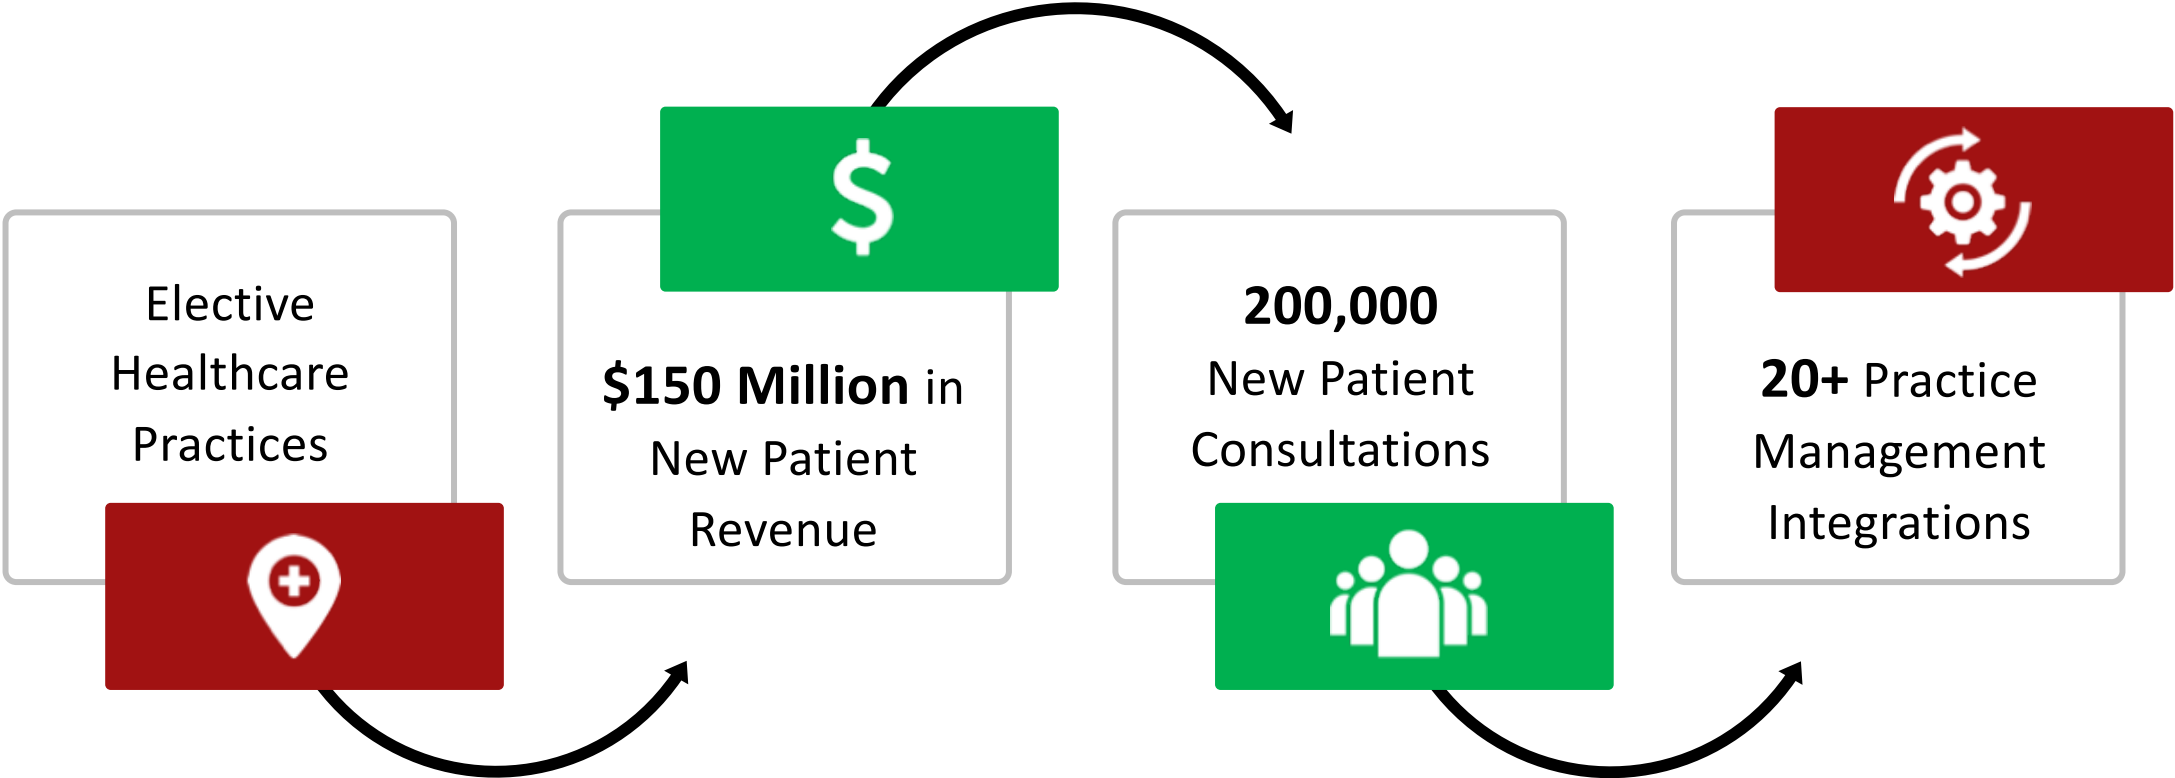 Elective
Healthcare
Practices
$150 Million in
New Patient
Revenue
200,000
New Patient
Consultations
20+ Practice
Management
Integrations